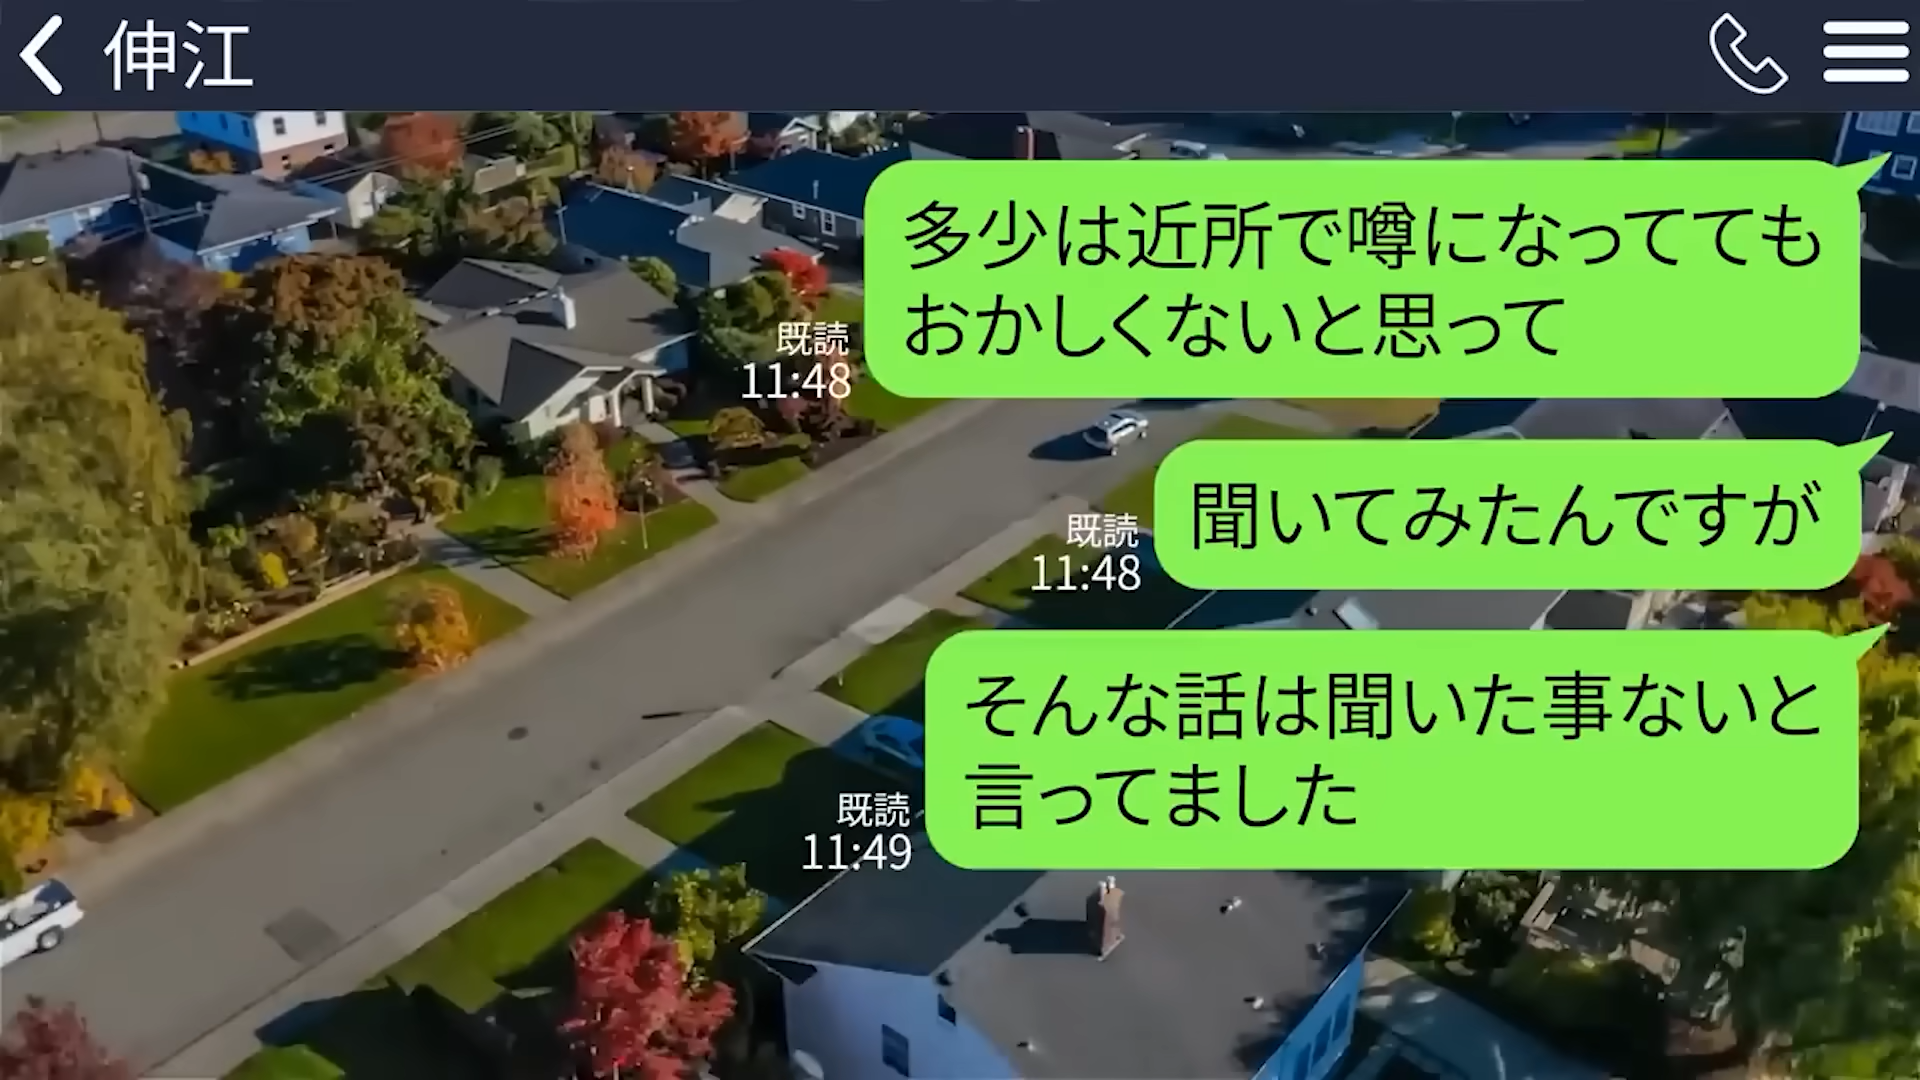 伸江
多少は近所で噂になってても
おかしくないと思って
既読
11:48
聞いてみたんですが
既読
11:48
そんな話は聞いた事ないと
言ってました
既読
11:49